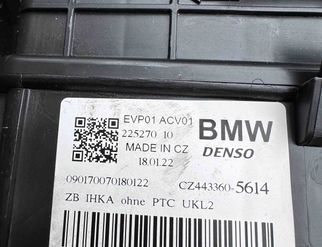 EVP01 ACV01
225270 10
MADE IN CZ
18.01.22
BMW
DENSO
090170070180122
CZ443360-5614
ZB IHKA ohne PTC UKL2